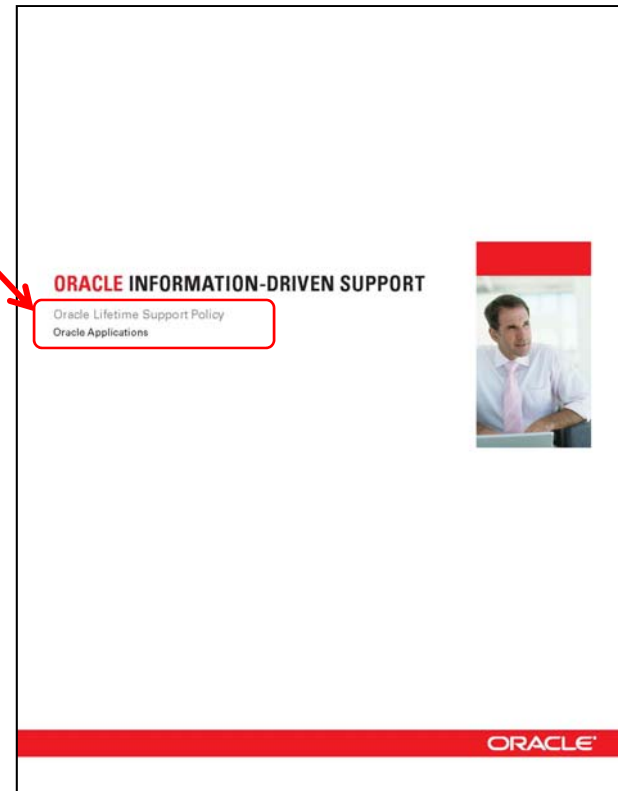 ORACLE INFORMATION-DRIVEN SUPPORT
Oracle Lifetime Support Policy
Oracle Applications
ORACLE®